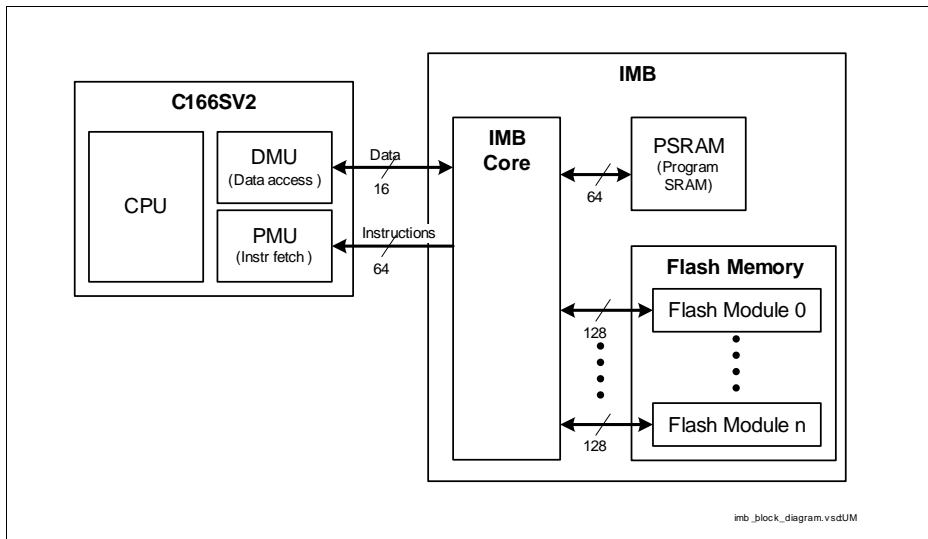 IMB
C166SV2
IMB
Core
CPU
DMU
(Data access )
Data
16
PSRAM
(Program
SRAM)
64
PMU
(Instr fetch )
Instructions
64
Flash Memory
Flash Module 0
128
Flash Module n
128
imb_block_diagram.vsdUM